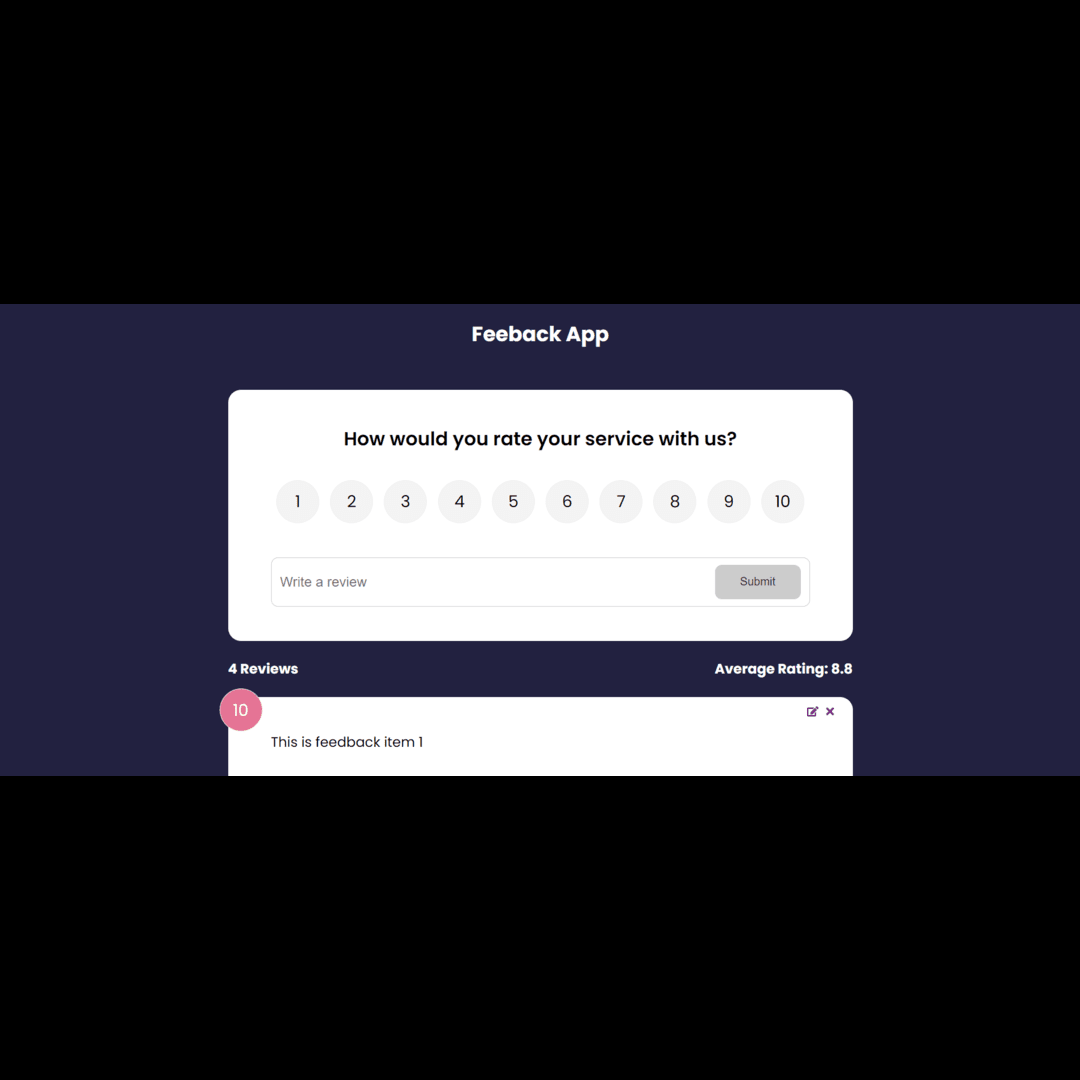 Feeback App
How would you rate your service with us?
1 2 3 4 5 6 7 8 9 10
Write a review Submit
4 Reviews Average Rating: 8.8
10
This is feedback item 1